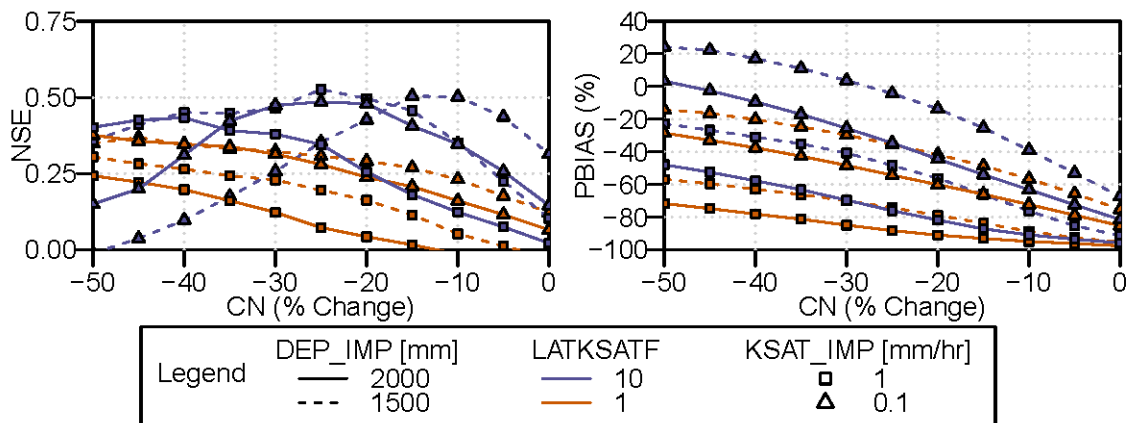 0.75
0.50
0.25
0.00
NSE
−50 −40 −30 −20 −10 0
CN (% Change)
40
20
0
−20
−40
−60
−80
−100
PBIAS (%)
−50 −40 −30 −20 −10 0
CN (% Change)
Legend
DEP_IMP [mm]
2000
1500
LATKSATF
10
1
KSAT_IMP [mm/hr]
1
0.1